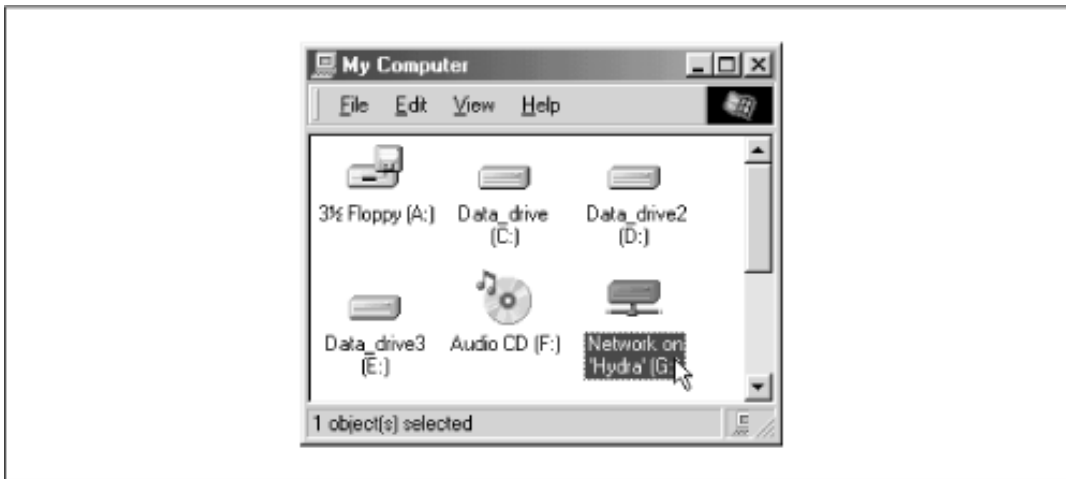 My Computer
File Edit View Help
3½ Floppy (A:)
Data_drive
(C:)
Data_drive2
(D:)
Data_drive3
(E:)
Audio CD (F:)
Network on
'Hydra' (G:
1 object(s) selected